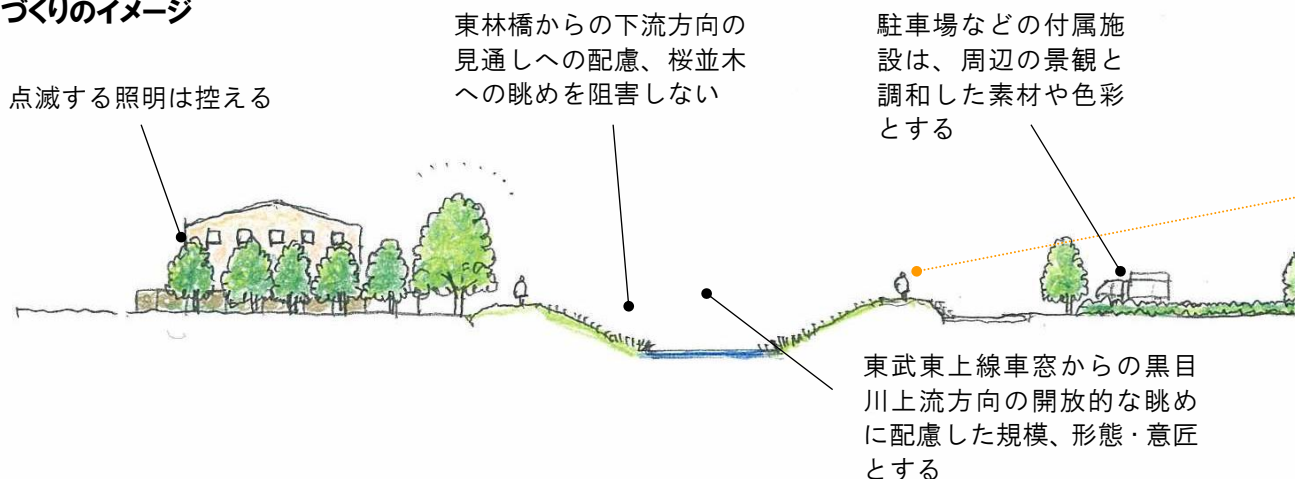 づくりのイメージ
点滅する照明は控える
東林橋からの下流方向の
見通しへの配慮、桜並木
への眺めを阻害しない
駐車場などの付属施
設は、周辺の景観と
調和した素材や色彩
とする
東武東上線車窓からの黒目
川上流方向の開放的な眺め
に配慮した規模、形態・意匠
とする